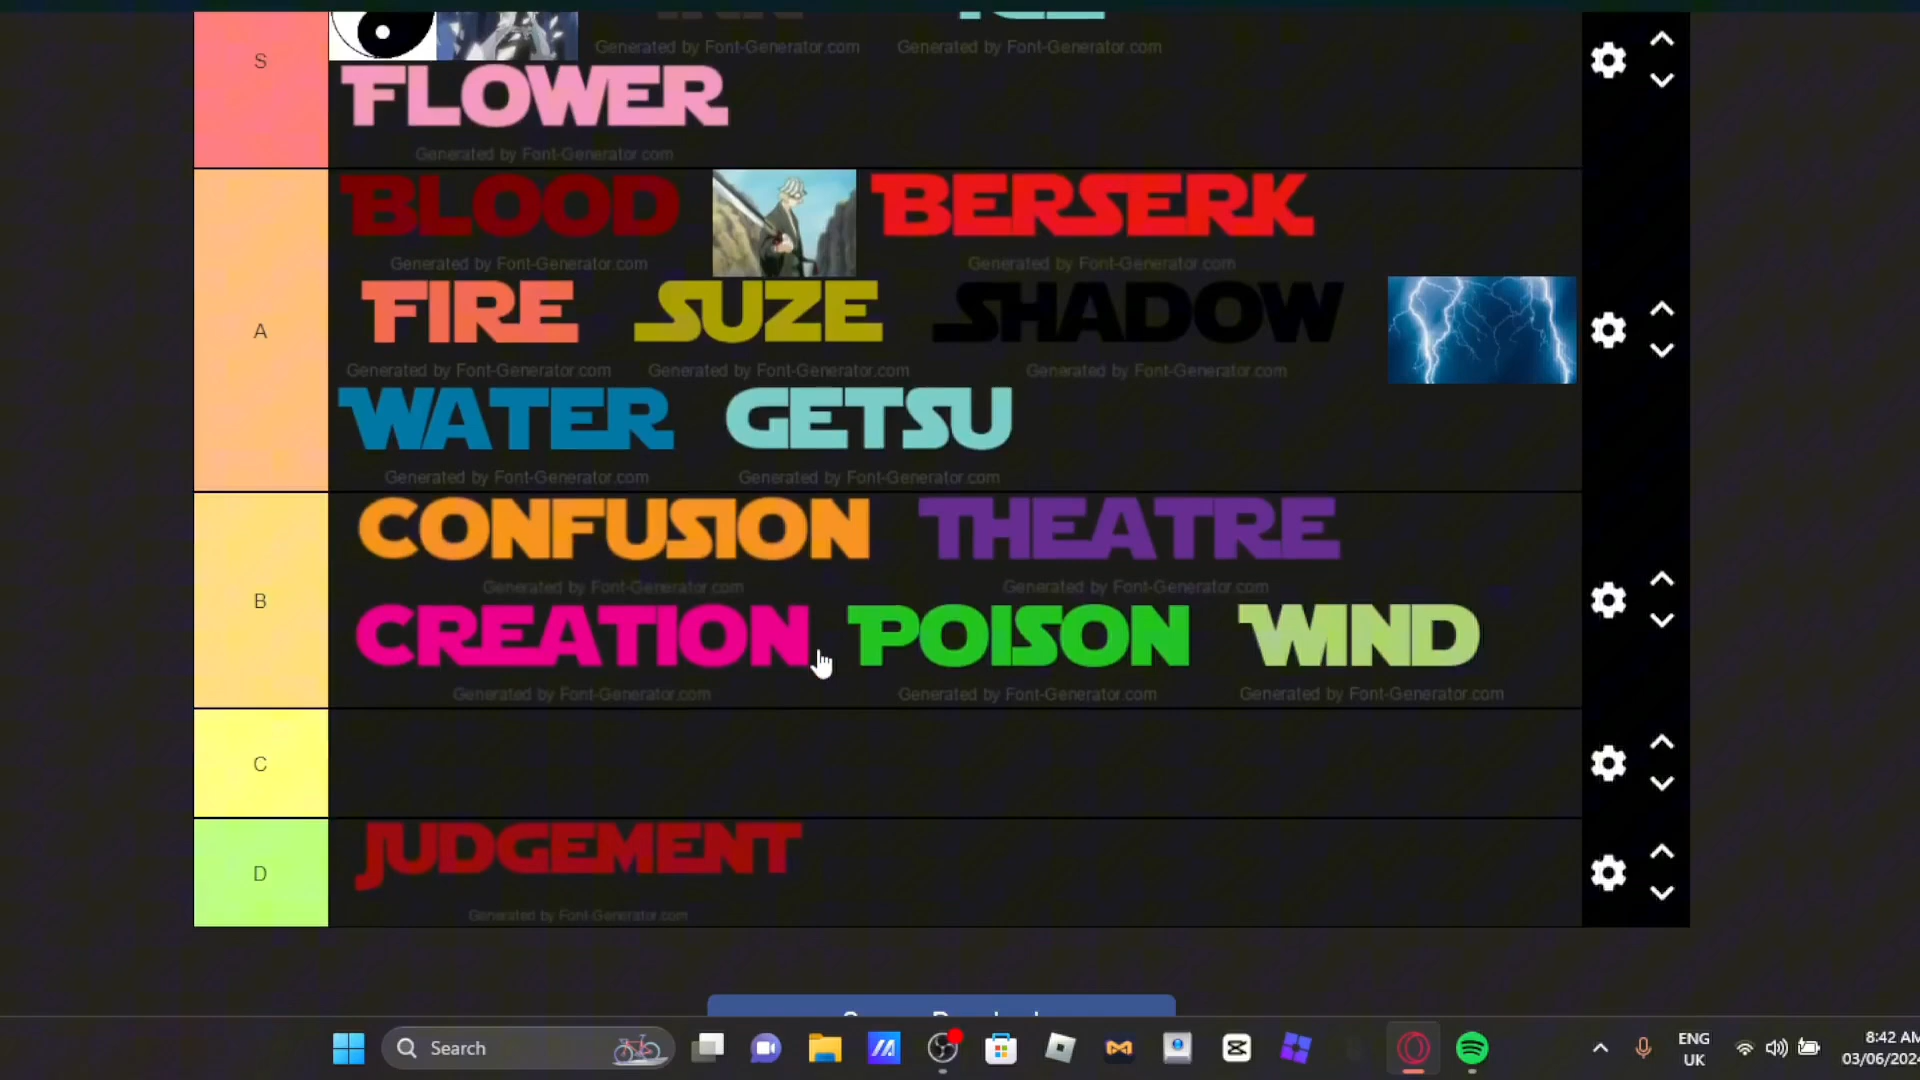 S
Generated by Font-Generator.com
Generated by Font-Generator.com
FLOWER
Generated by Font-Generator.com
A
BLOOD
BERSERK
Generated by Font-Generator.com
Generated by Font-Generator.com
FIRE
SUZE
SHADOW
Generated by Font-Generator.com
Generated by Font-Generator.com
Generated by Font-Generator.com
WATER
GETSU
Generated by Font-Generator.com
Generated by Font-Generator.com
B
CONFUSION
THEATRE
Generated by Font-Generator.com
Generated by Font-Generator.com
CREATION
POISON
WIND
Generated by Font-Generator.com
Generated by Font-Generator.com
Generated by Font-Generator.com
C
D
JUDGEMENT
Generated by Font-Generator.com
Search
ENG
UK
8:42 AM
03/06/2024